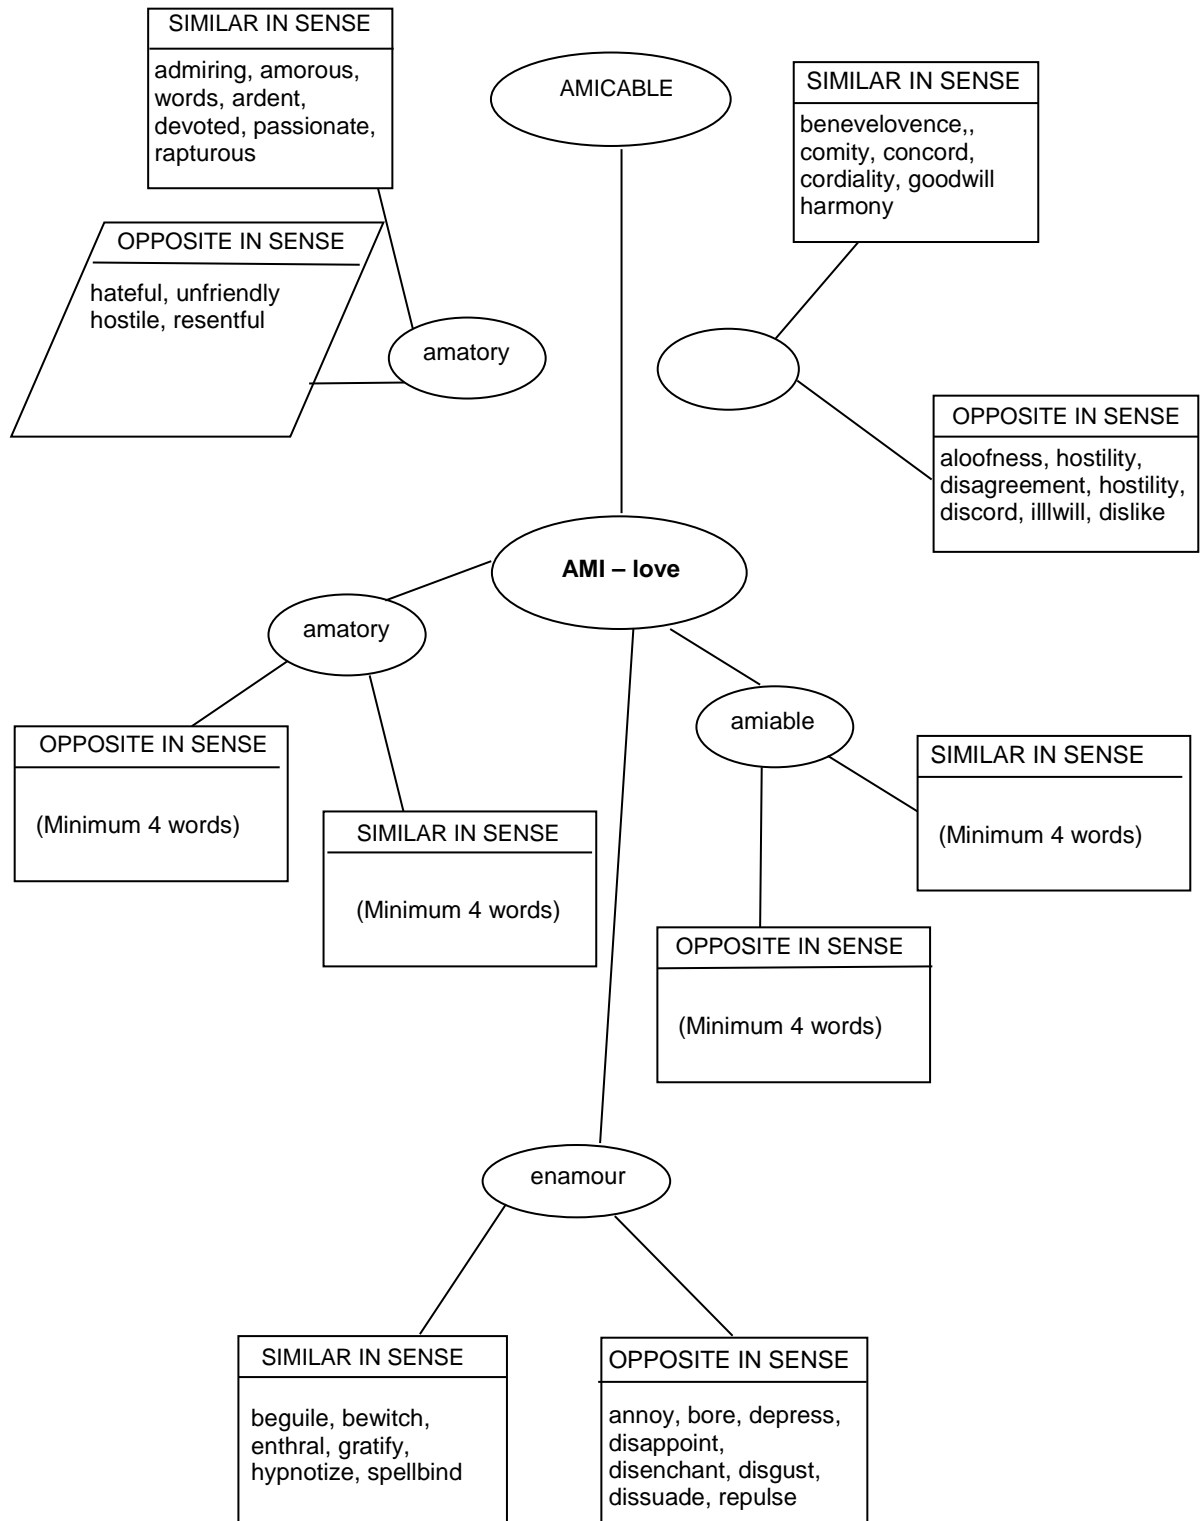 SIMILAR IN SENSE
admiring, amorous,
words, ardent,
devoted, passionate,
rapturous
AMICABLE
SIMILAR IN SENSE
benevelovence,,
comity, concord,
cordiality, goodwill
harmony
OPPOSITE IN SENSE
hateful, unfriendly
hostile, resentful
amatory
OPPOSITE IN SENSE
aloofness, hostility,
disagreement, hostility,
discord, illlwill, dislike
AMI – love
amatory
amiable
OPPOSITE IN SENSE
(Minimum 4 words)
SIMILAR IN SENSE
(Minimum 4 words)
SIMILAR IN SENSE
(Minimum 4 words)
OPPOSITE IN SENSE
(Minimum 4 words)
enamour
SIMILAR IN SENSE
beguile, bewitch,
enthral, gratify,
hypnotize, spellbind
OPPOSITE IN SENSE
annoy, bore, depress,
disappoint,
disenchant, disgust,
dissuade, repulse